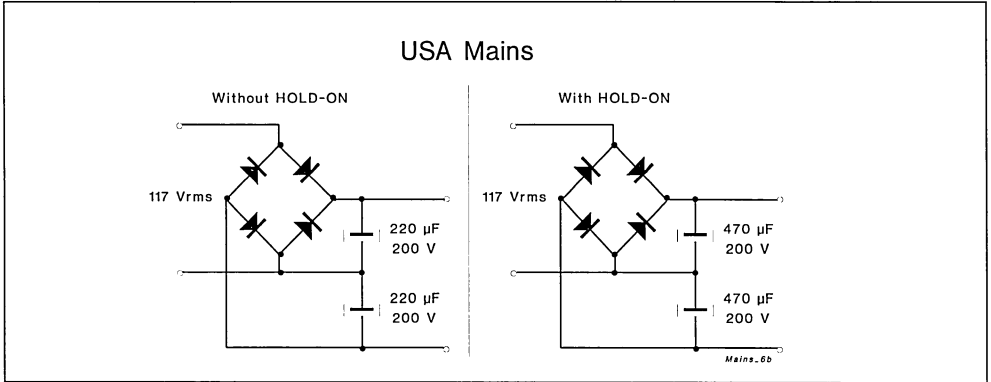 USA Mains
Without HOLD-ON
117 Vrms
220 µF
200 V
220 µF
200 V
With HOLD-ON
117 Vrms
470 µF
200 V
470 µF
200 V
Mains_6b